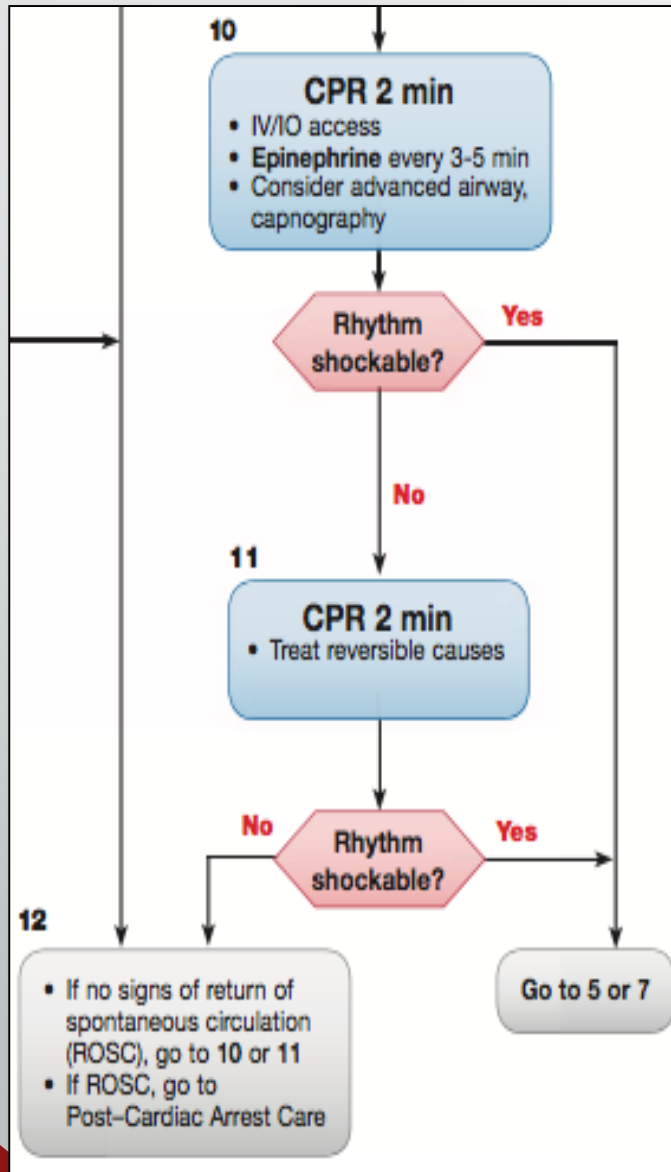 10
CPR 2 min
• IV/IO access
• Epinephrine every 3-5 min
• Consider advanced airway,
capnography
Rhythm
shockable?
Yes
No
11
CPR 2 min
• Treat reversible causes
Rhythm
shockable?
No
Yes
12
• If no signs of return of
spontaneous circulation
(ROSC), go to 10 or 11
• If ROSC, go to
Post–Cardiac Arrest Care
Go to 5 or 7